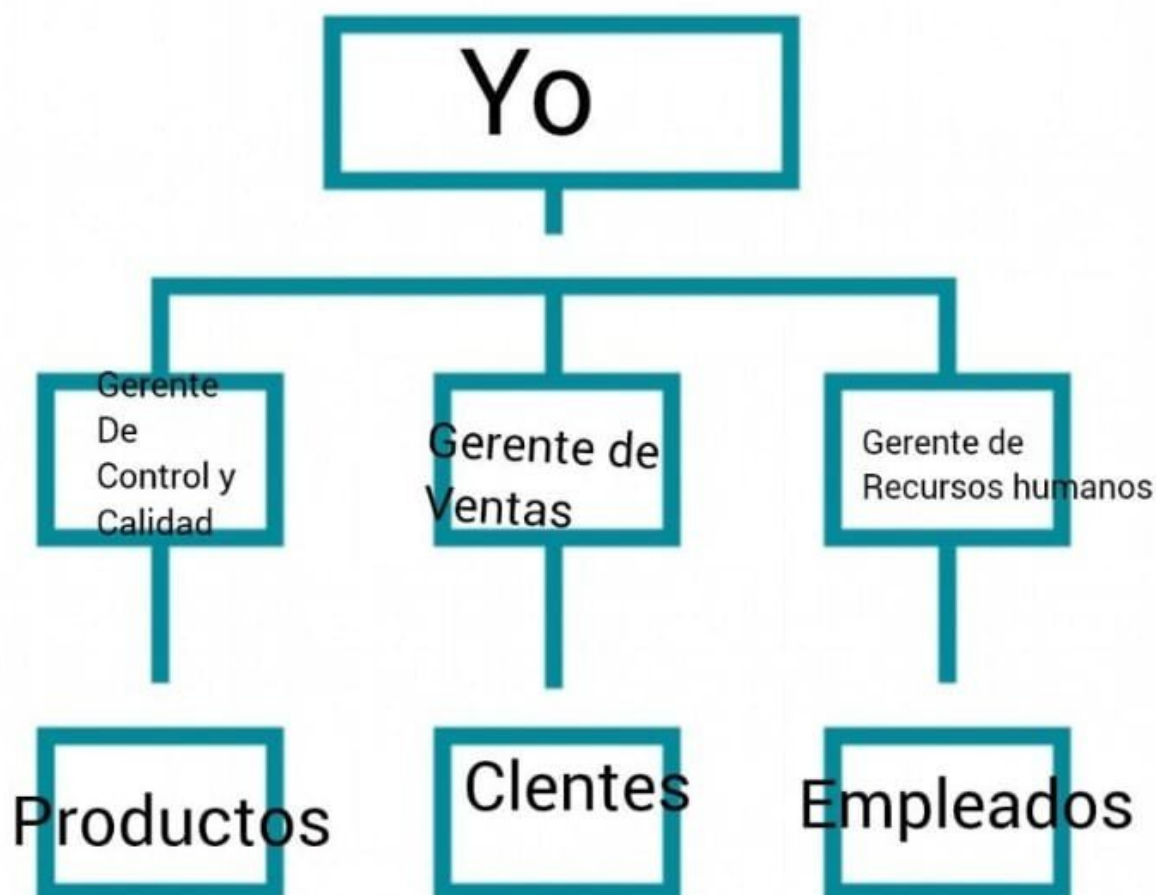 Yo
Gerente
De
Control y
Calidad
Gerente de
Ventas
Gerente de
Recursos humanos
Productos
Clentes
Empleados